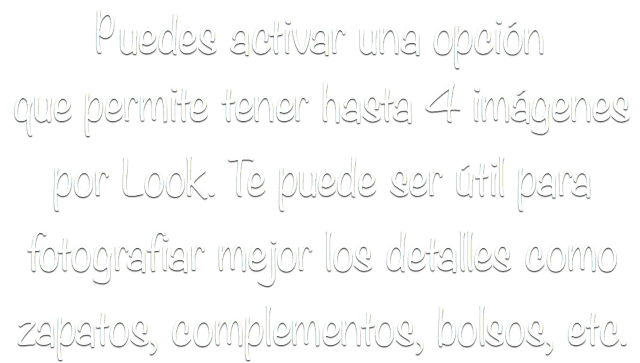 Puedes activar una opción
que permite tener hasta 4 imágenes
por Look. Te puede ser útil para
fotografiar mejor los detalles como
zapatos, complementos, bolsos, etc.